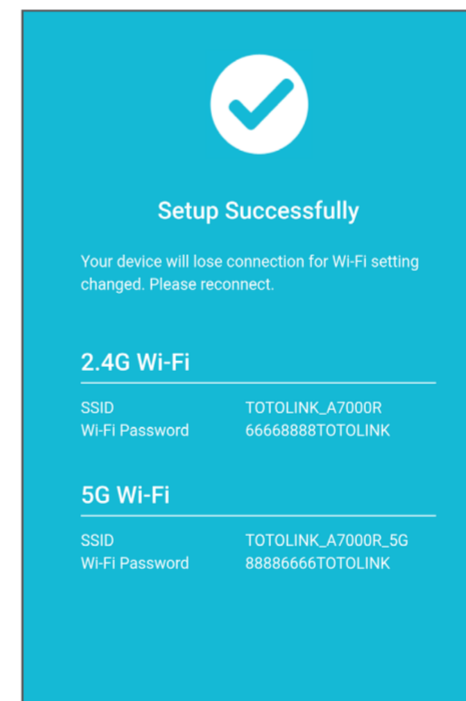 Setup Successfully
Your device will lose connection for Wi-Fi setting
changed. Please reconnect.
2.4G Wi-Fi
SSID TOTOLINK_A7000R
Wi-Fi Password 66668888TOTOLINK
5G Wi-Fi
SSID TOTOLINK_A7000R_5G
Wi-Fi Password 88886666TOTOLINK